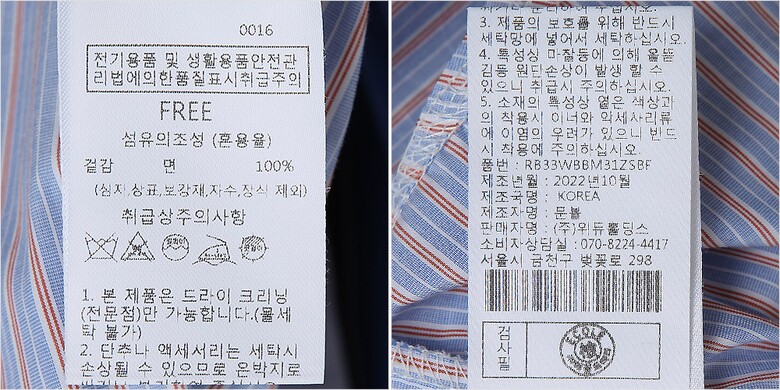 0016
전기용품 및 생활용품안전관
리법에의한품질표시취급주의
FREE
섬유의조성 (혼용율)
겉감 면 100%
(심지,상표,보강재,자수,장식 제외)
취급상주의사항
1. 본 제품은 드라이 크리닝
(전문점)만 가능합니다.(물세
탁 불가)
2. 단추나 액세서리는 세탁시
손상될 수 있으므로 은박지로
3. 제품의 보호를 위해 반드시
세탁망에 넣어서 세탁하십시오.
4. 특성상 마찰등에 의해 올뜯
김등 원단손상이 발생 할 수
있으니 취급시 주의하십시오.
5. 소재의 특성상 옅은 색상과
의 착용시 이너와 악세사리류
에 이염의 우려가 있으니 반드
시 착용에 주의하십시오.
품번 : RB33WBBM31ZSBF
제조년월 : 2022년10월
제조국명 : KOREA
제조자명 : 문볼
판매자명 : (주)위듀홀딩스
소비자상담실 : 070-8224-4417
서울시 금천구 벚꽃로 298
검사필
ECOLE